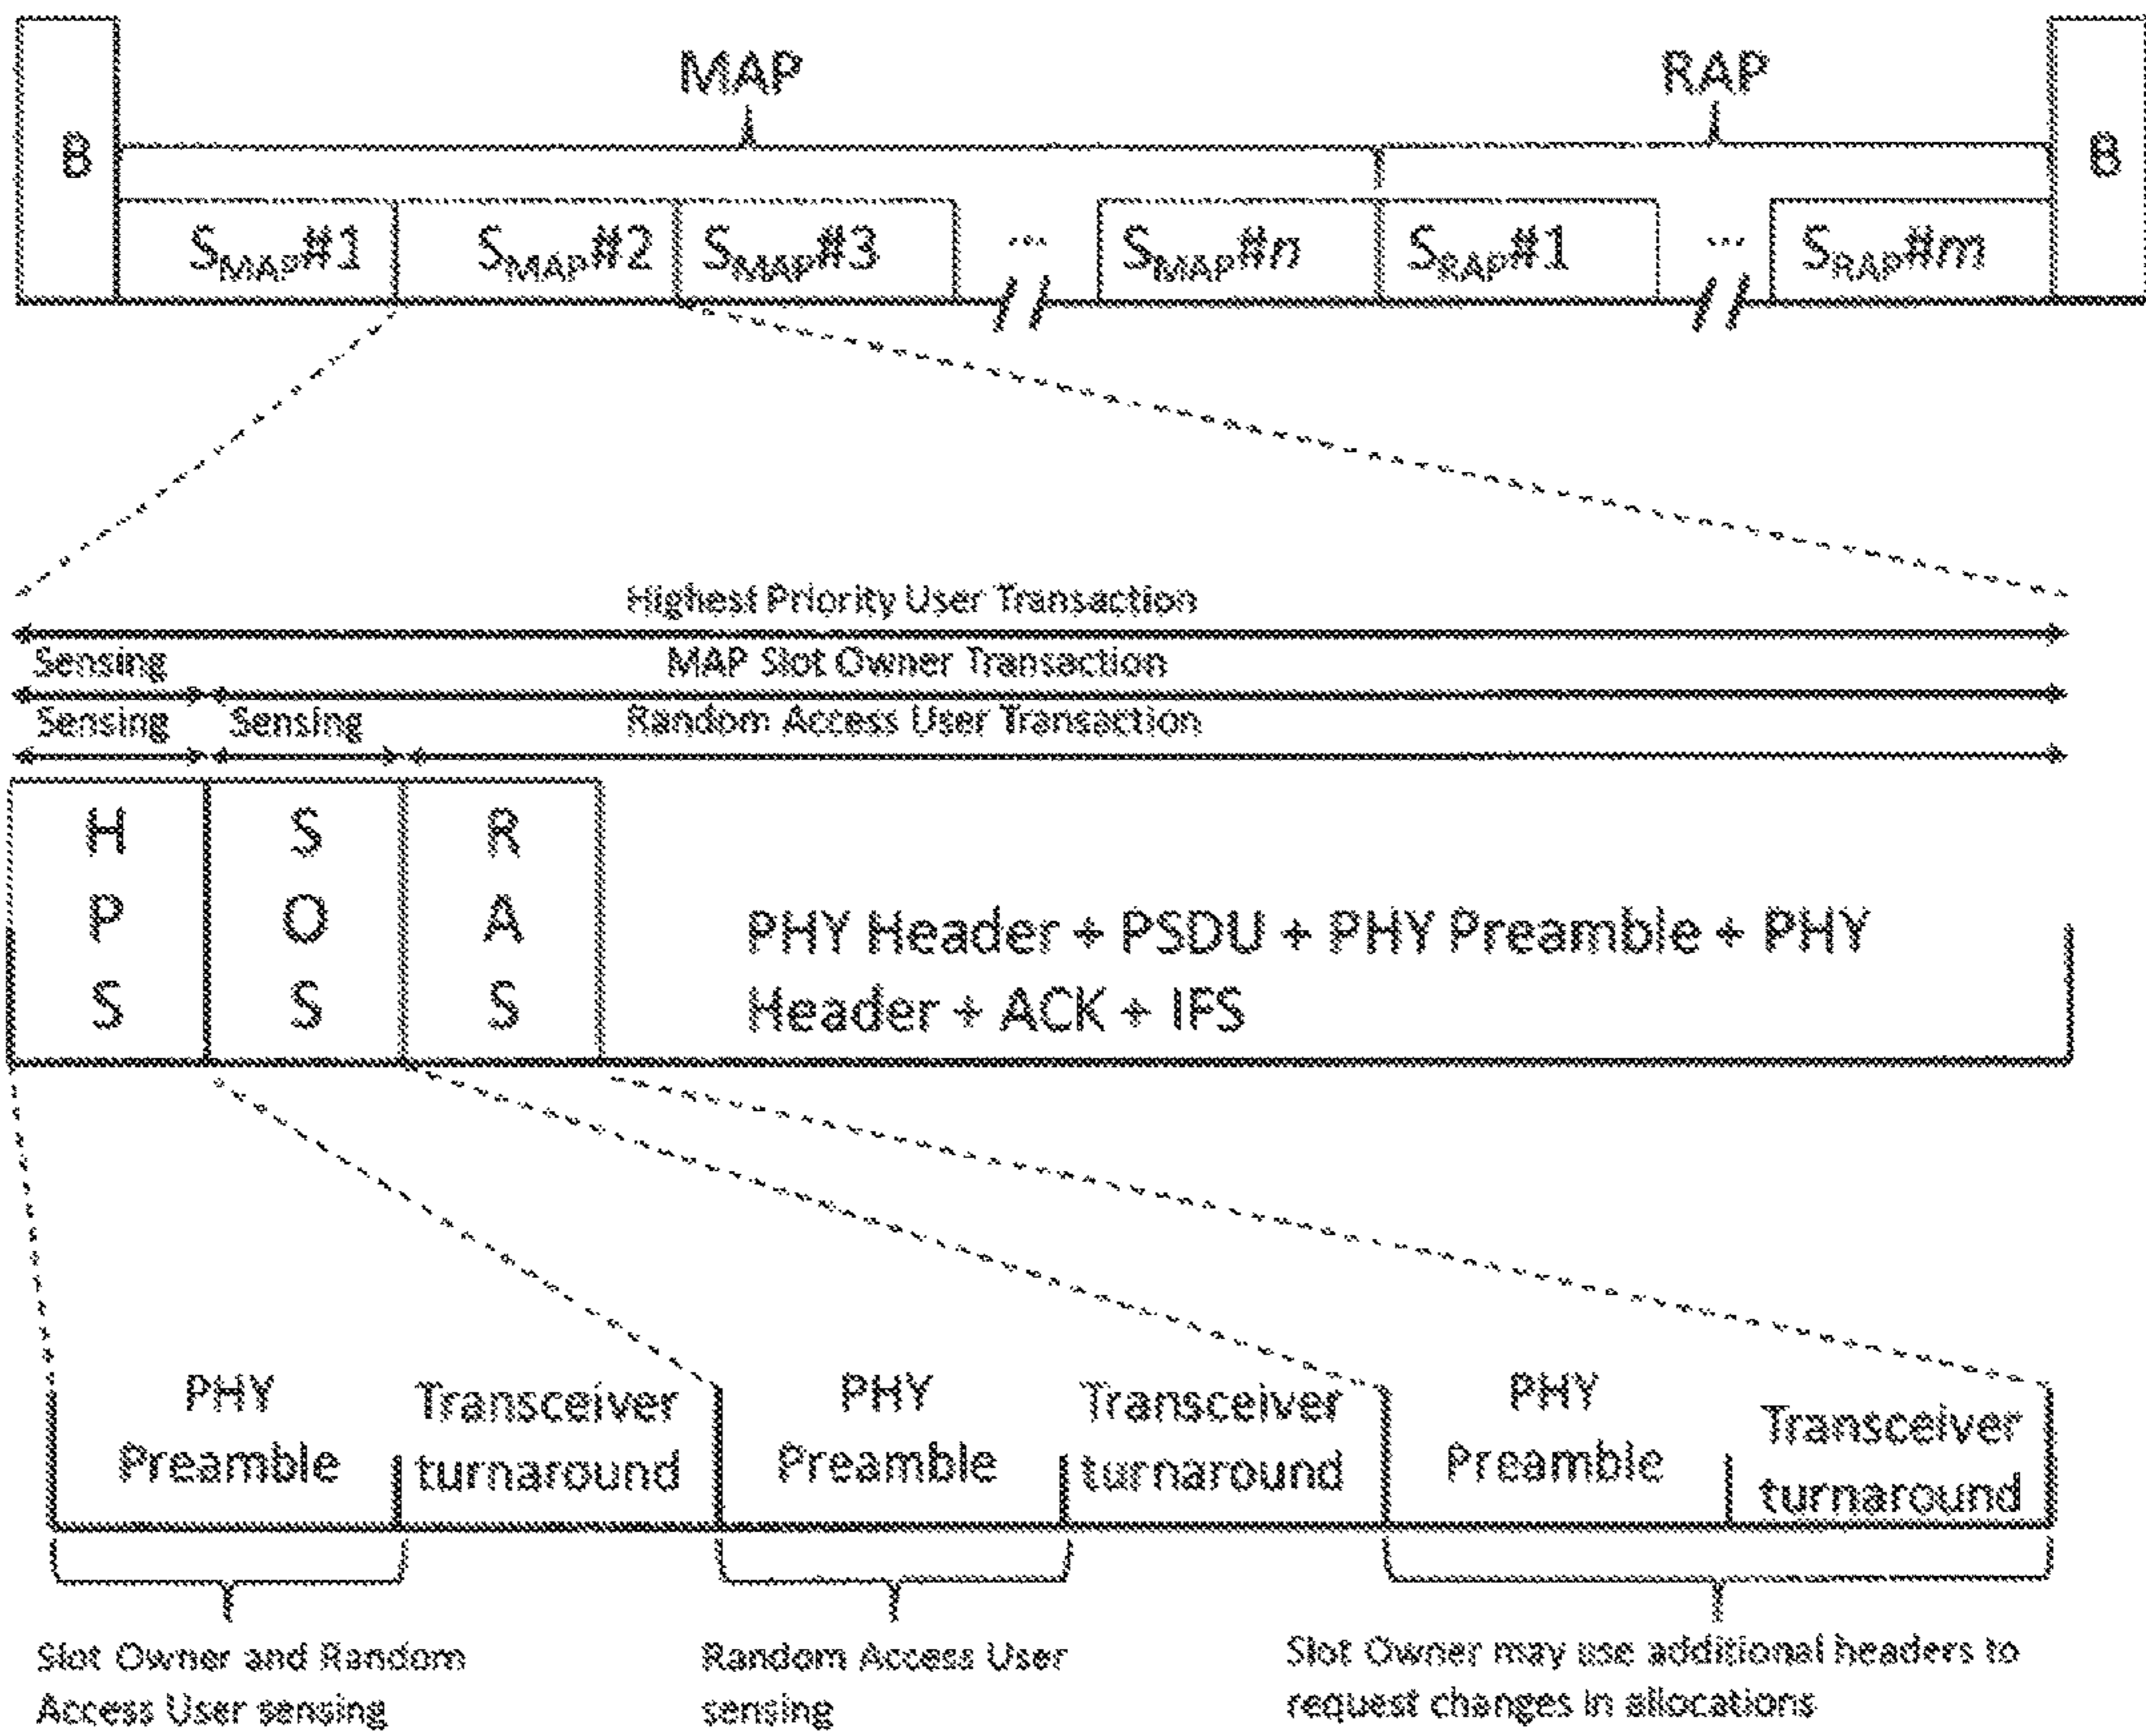 MAP
RAP
B
B
S_MAP#1
S_MAP#2
S_MAP#3
...
S_MAP#n
S_RAP#1
...
S_RAP#m
Highest Priority User Transaction
Sensing
MAP Slot Owner Transaction
Sensing
Sensing
Random Access User Transaction
H
P
S
S
O
S
R
A
S
PHY Header + PSDU + PHY Preamble + PHY
Header + ACK + IFS
PHY
Preamble
Transceiver
turnaround
PHY
Preamble
Transceiver
turnaround
PHY
Preamble
Transceiver
turnaround
Slot Owner and Random
Access User sensing
Random Access User
sensing
Slot Owner may use additional headers to
request changes in allocations